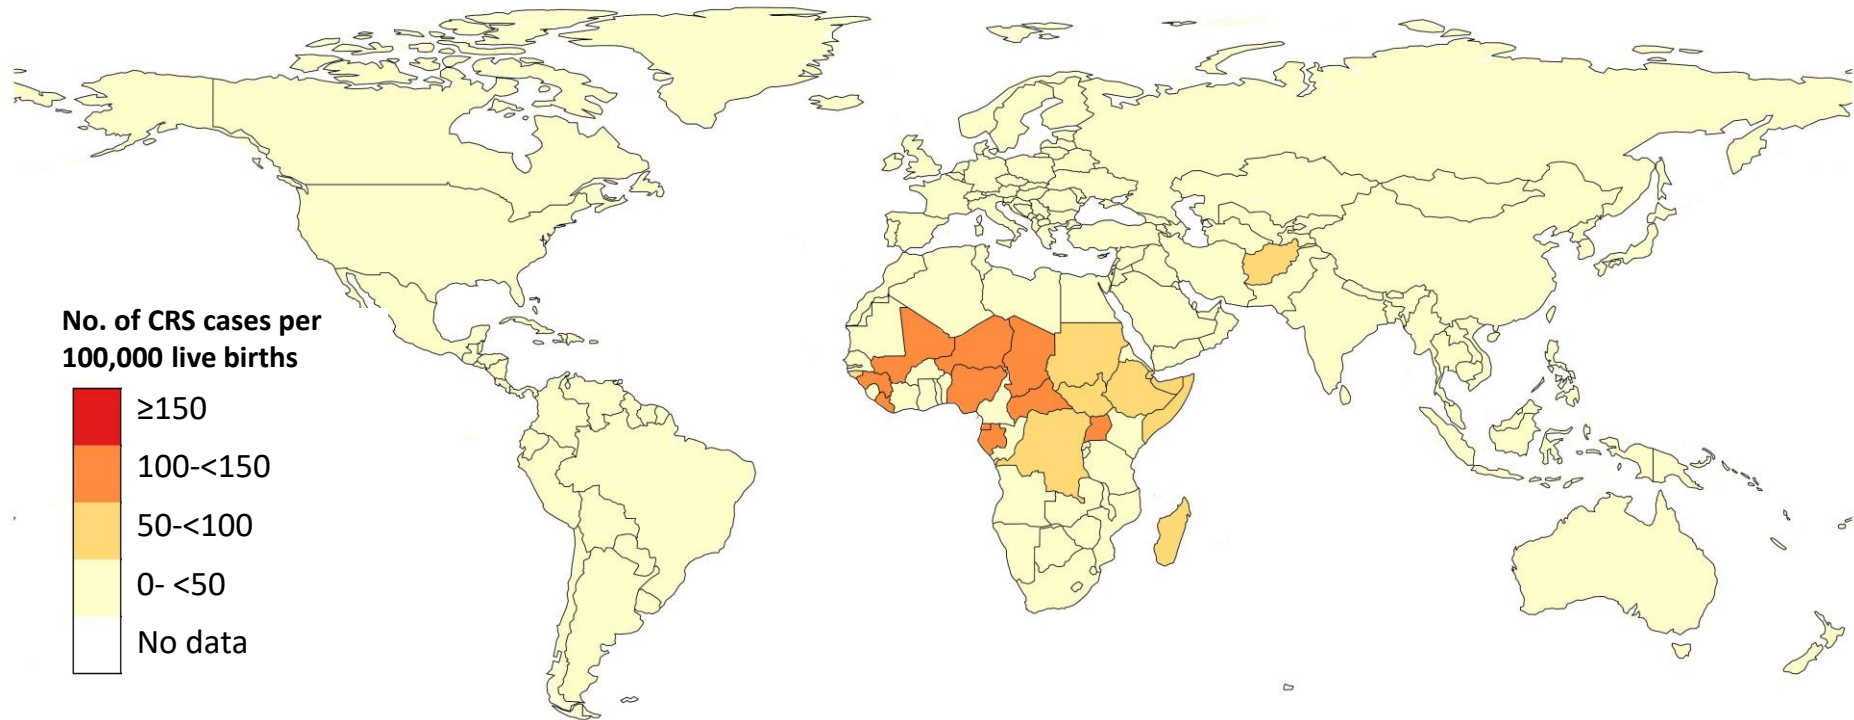 No. of CRS cases per
100,000 live births
≥150
100-<150
50-<100
0- <50
No data